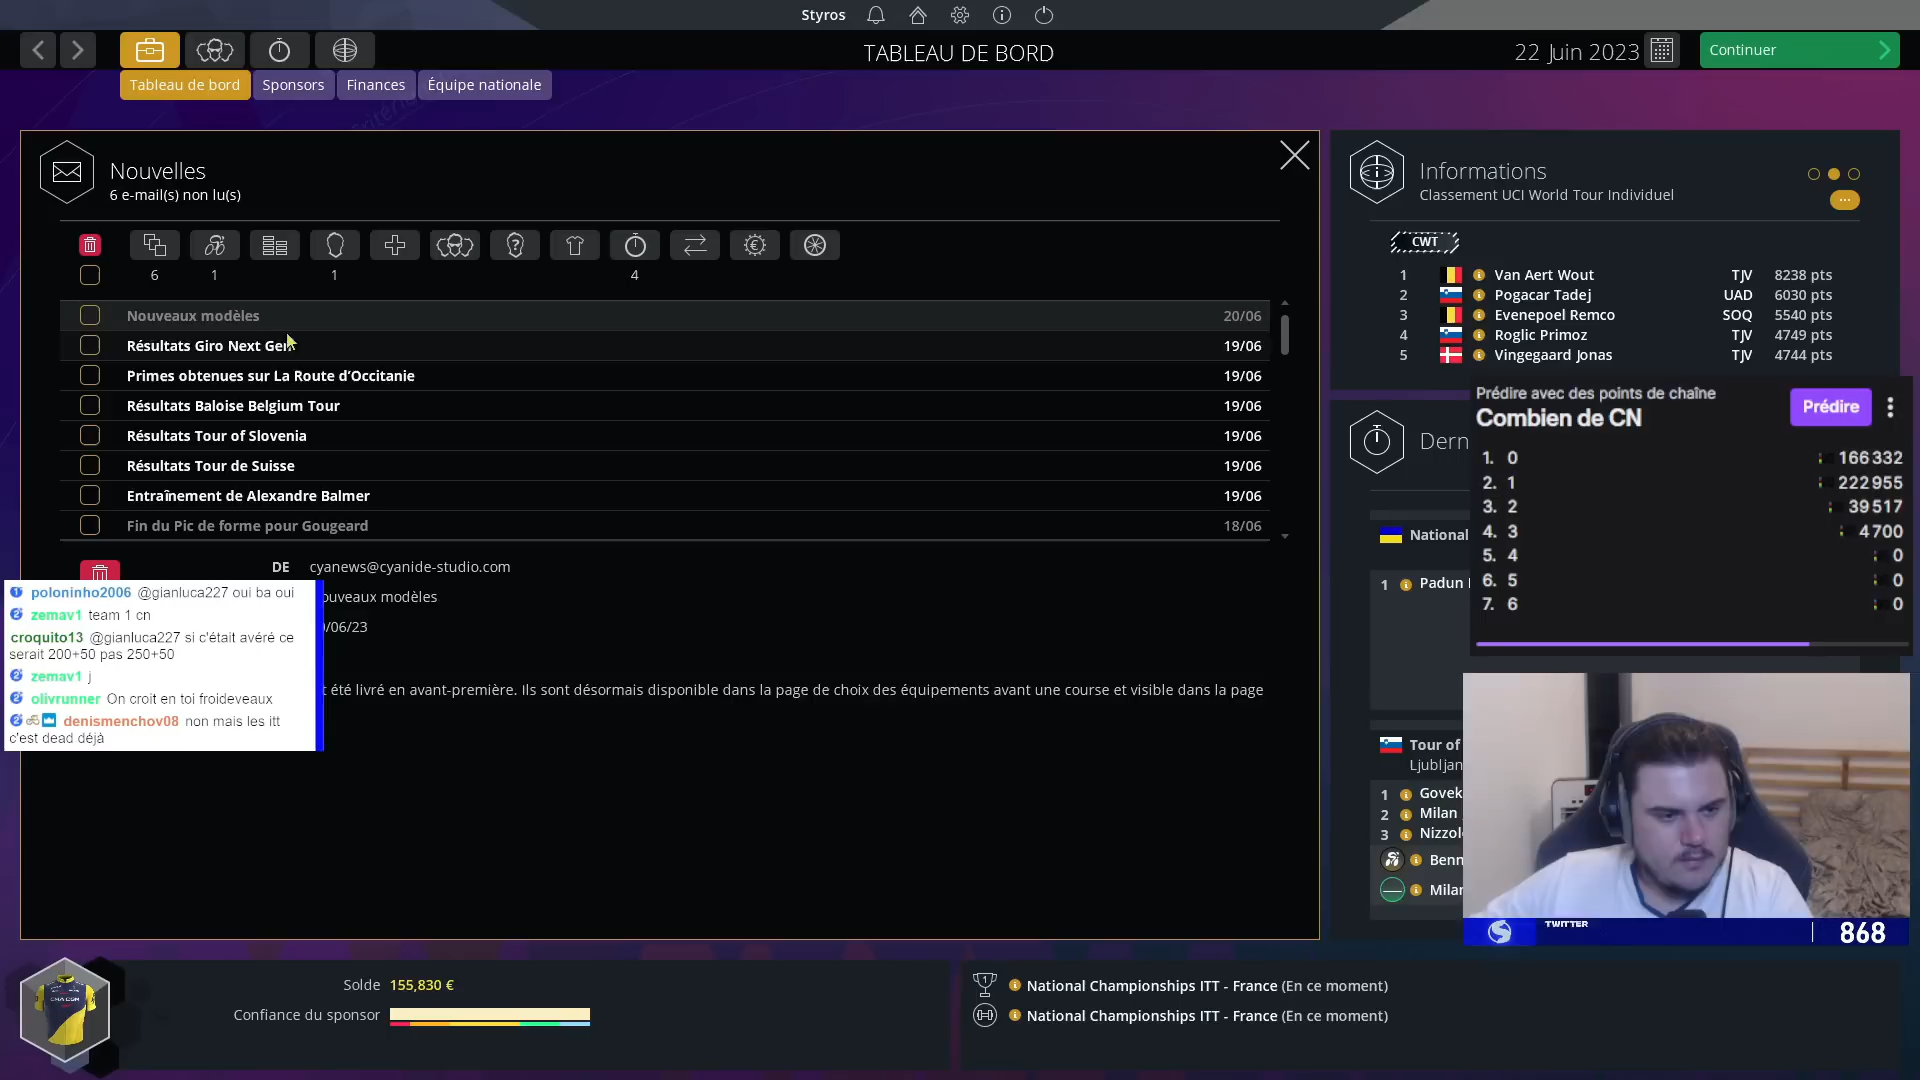 Styros
TABLEAU DE BORD
22 Juin 2023
Continuer
Tableau de bord
Sponsors
Finances
Équipe nationale
Nouvelles
6 e-mail(s) non lu(s)
6
1
1
4
Nouveaux modèles 20/06
Résultats Giro Next Gen 19/06
Primes obtenues sur La Route d’Occitanie 19/06
Résultats Baloise Belgium Tour 19/06
Résultats Tour of Slovenia 19/06
Résultats Tour de Suisse 19/06
Entraînement de Alexandre Balmer 19/06
Fin du Pic de forme pour Gougeard 18/06
DE cyanews@cyanide-studio.com
ouveaux modèles
/06/23
été livré en avant-première. Ils sont désormais disponible dans la page de choix des équipements avant une course et visible dans la page
poloninho2006 @gianluca227 oui ba oui
zemav1 team 1 cn
croquito13 @gianluca227 si c'était avéré ce
serait 200+50 pas 250+50
zemav1 j
olivrunner On croit en toi froideveaux
denismenchov08 non mais les itt
c'est dead déjà
Informations
Classement UCI World Tour Individuel
CWT
1 Van Aert Wout TJV 8238 pts
2 Pogacar Tadej UAD 6030 pts
3 Evenepoel Remco SOQ 5540 pts
4 Roglic Primoz TJV 4749 pts
5 Vingegaard Jonas TJV 4744 pts
Prédire avec des points de chaîne
Combien de CN
Prédire
1. 0 166 332
2. 1 222 955
3. 2 39 517
4. 3 4 700
5. 4 0
6. 5 0
7. 6 0
Dern
National
1 Padun
Tour of
Ljubljan
1 Govek
2 Milan
3 Nizzol
Benn
Milan
TWITTER
868
Solde 155,830 €
Confiance du sponsor
CMA CGM
1 National Championships ITT - France (En ce moment)
National Championships ITT - France (En ce moment)